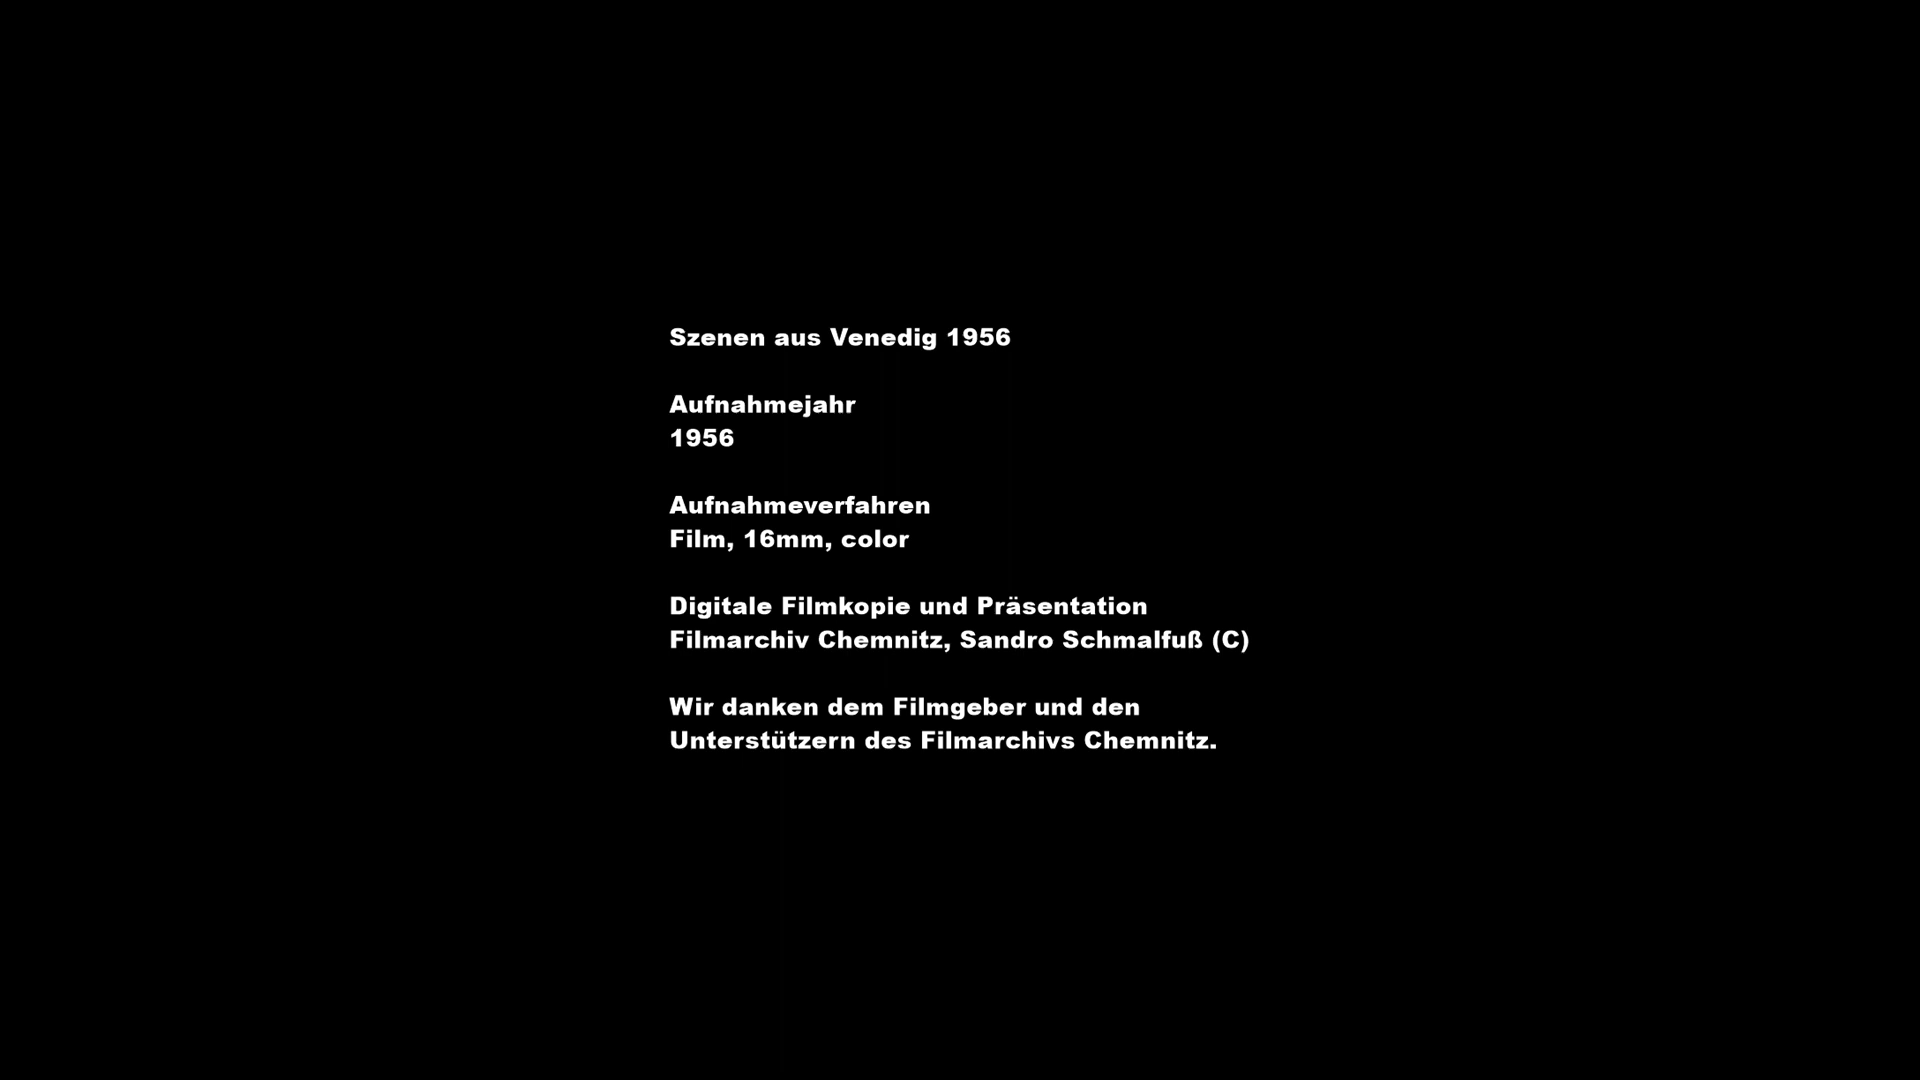 Szenen aus Venedig 1956
Aufnahmejahr
1956
Aufnahmeverfahren
Film, 16mm, color
Digitale Filmkopie und Präsentation
Filmarchiv Chemnitz, Sandro Schmalfuß (C)
Wir danken dem Filmgeber und den
Unterstützern des Filmarchivs Chemnitz.